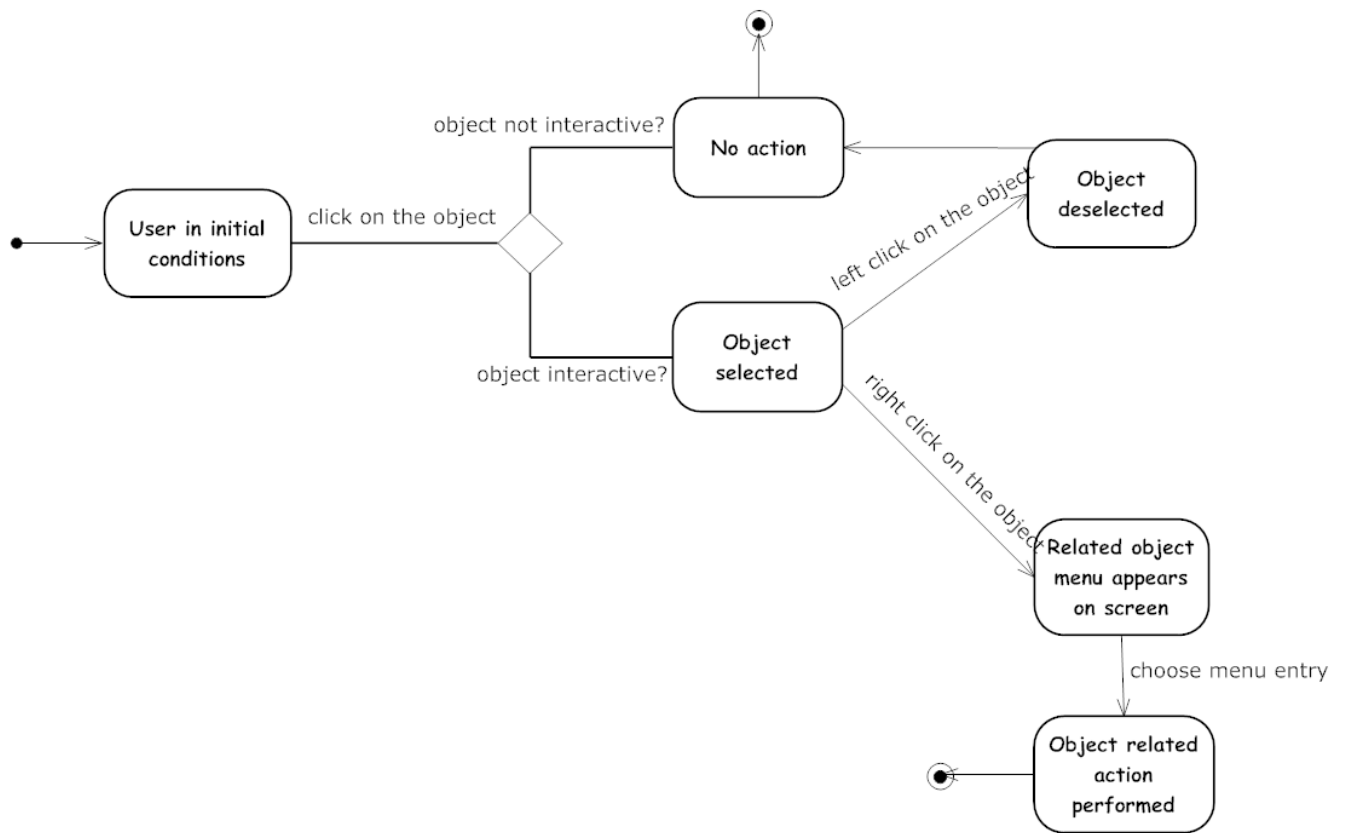 object not interactive?
No action
Object
deselected
click on the object
User in initial
conditions
left click on the object
Object
selected
object interactive?
right click on the object
Related object
menu appears
on screen
choose menu entry
Object related
action
performed